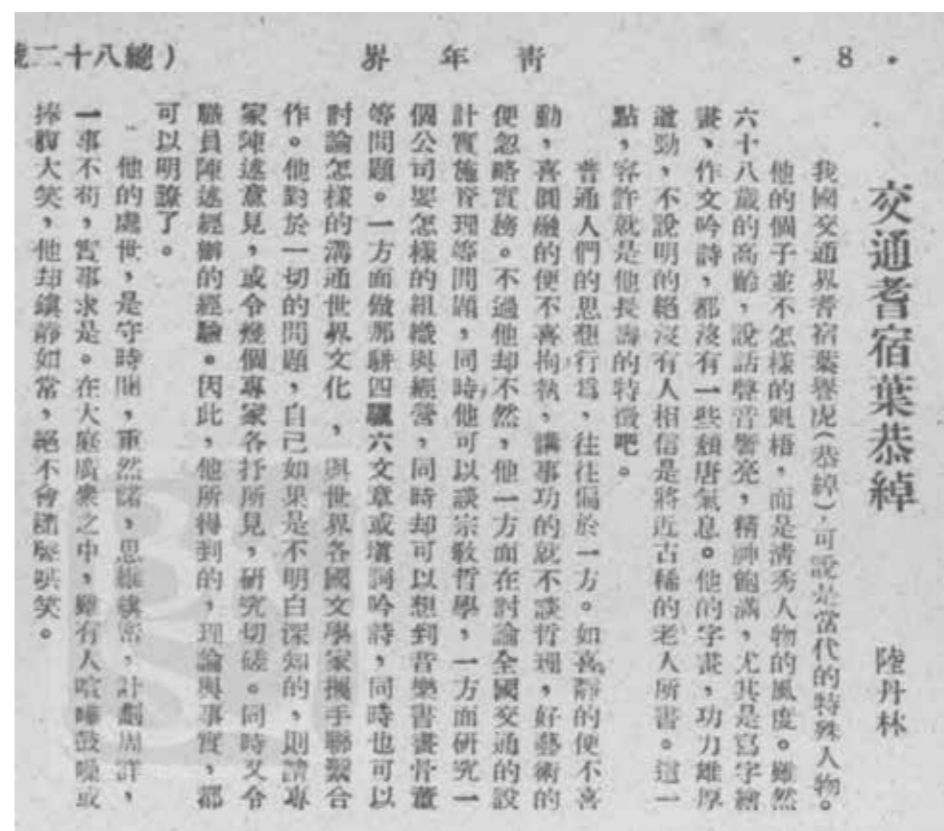 · 8 ·
青年界
(總八十二號
交通耆宿葉恭綽
陸丹林
我國交通界耆宿葉譽虎(恭綽),可說是當代的特殊人物。
他的個子並不怎樣的魁梧,而是清秀人物的風度。雖然
六十八歲的高齡,說話聲音響亮,精神飽滿,尤其是寫字繪
畫、作文吟詩,都沒有一些頹唐氣息。他的字畫,功力雄厚
遒勁,不說明的絕沒有人相信是將近古稀的老人所書。這一
點,容許就是他長壽的特徵吧。
普通人們的思想行爲,往往偏於一方。如喜靜的便不喜
動,喜圓融的便不喜拘執,講事功的就不談哲理,好藝術的
便忽略實務。不過他却不然,他一方面在討論全國交通的設
計實施管理等問題,同時他可以談宗教哲學,一方面研究一
個公司要怎樣的組織與經營,同時却可以想到音樂書畫骨董
等問題。一方面做那駢四驪六文章或填詞吟詩,同時也可以
討論怎樣的溝通世界文化,與世界各國文學家攜手聯繫合
作。他對於一切的問題,自己如果是不明白深知的,則請專
家陳述意見,或令幾個專家各抒所見,研究切磋。同時又令
職員陳述經辦的經驗。因此,他所得到的,理論與事實,都
可以明瞭了。
他的處世,是守時間,重然諾,思維縝密,計劃周詳,
一事不苟,實事求是。在大庭廣衆之中,雖有人喧嘩鼓噪或
捧腹大笑,他却鎮靜如常,絕不會諠嘩哄笑。